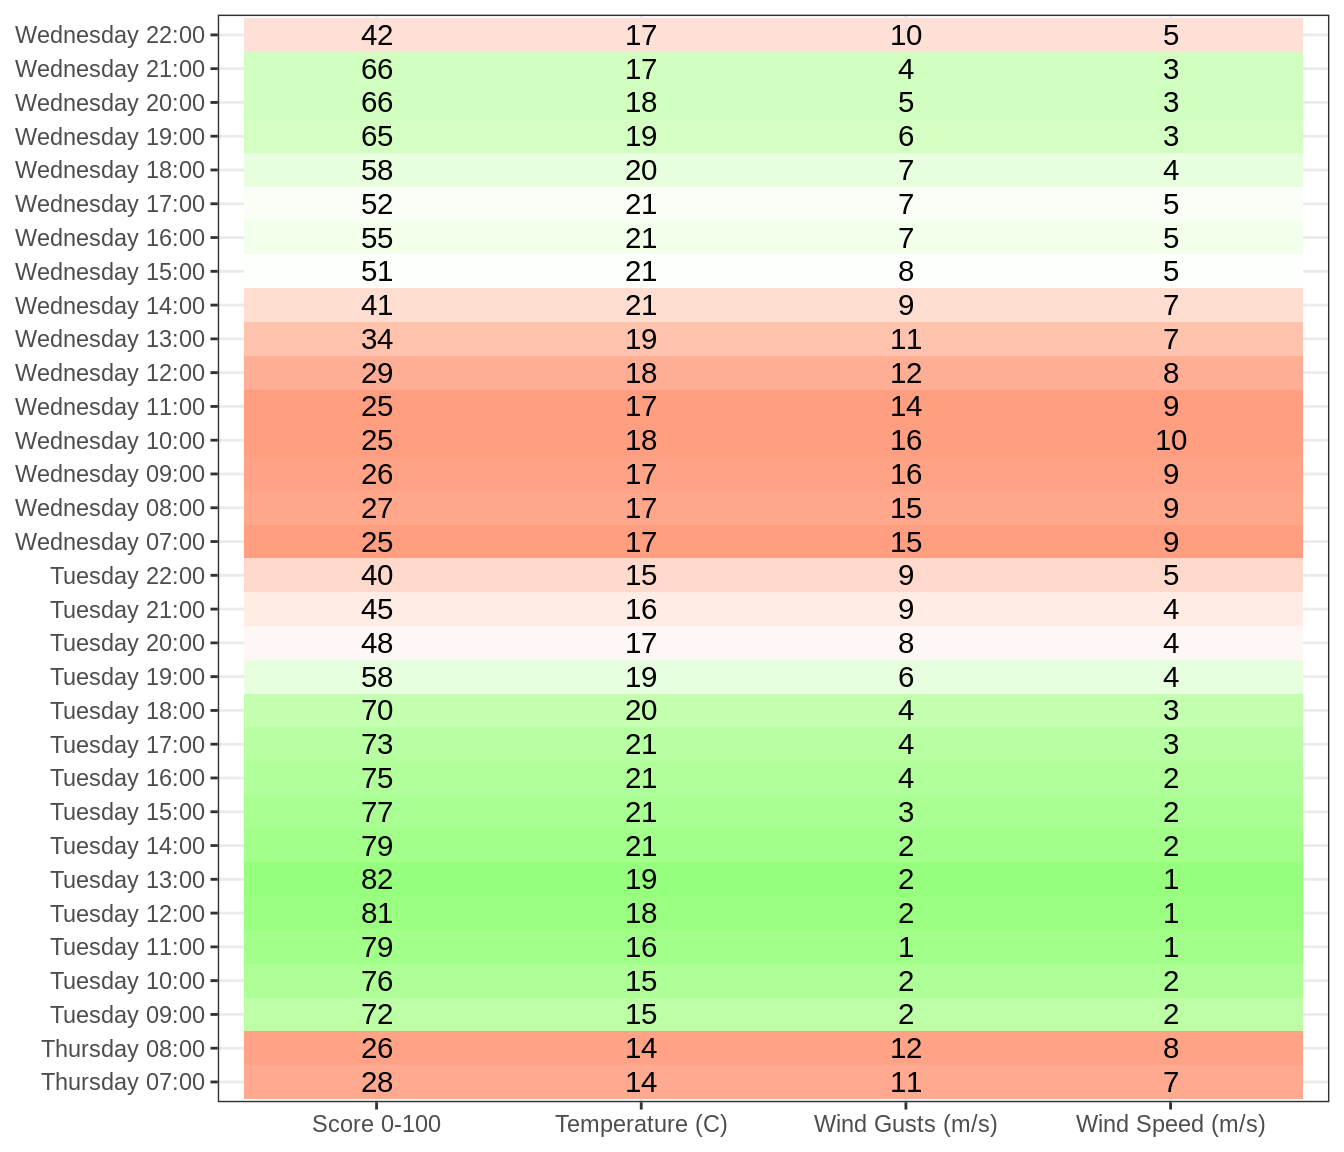 Wednesday 22:00 42 17 10 5
Wednesday 21:00 66 17 4 3
Wednesday 20:00 66 18 5 3
Wednesday 19:00 65 19 6 3
Wednesday 18:00 58 20 7 4
Wednesday 17:00 52 21 7 5
Wednesday 16:00 55 21 7 5
Wednesday 15:00 51 21 8 5
Wednesday 14:00 41 21 9 7
Wednesday 13:00 34 19 11 7
Wednesday 12:00 29 18 12 8
Wednesday 11:00 25 17 14 9
Wednesday 10:00 25 18 16 10
Wednesday 09:00 26 17 16 9
Wednesday 08:00 27 17 15 9
Wednesday 07:00 25 17 15 9
Tuesday 22:00 40 15 9 5
Tuesday 21:00 45 16 9 4
Tuesday 20:00 48 17 8 4
Tuesday 19:00 58 19 6 4
Tuesday 18:00 70 20 4 3
Tuesday 17:00 73 21 4 3
Tuesday 16:00 75 21 4 2
Tuesday 15:00 77 21 3 2
Tuesday 14:00 79 21 2 2
Tuesday 13:00 82 19 2 1
Tuesday 12:00 81 18 2 1
Tuesday 11:00 79 16 1 1
Tuesday 10:00 76 15 2 2
Tuesday 09:00 72 15 2 2
Thursday 08:00 26 14 12 8
Thursday 07:00 28 14 11 7
Score 0-100 Temperature (C) Wind Gusts (m/s) Wind Speed (m/s)